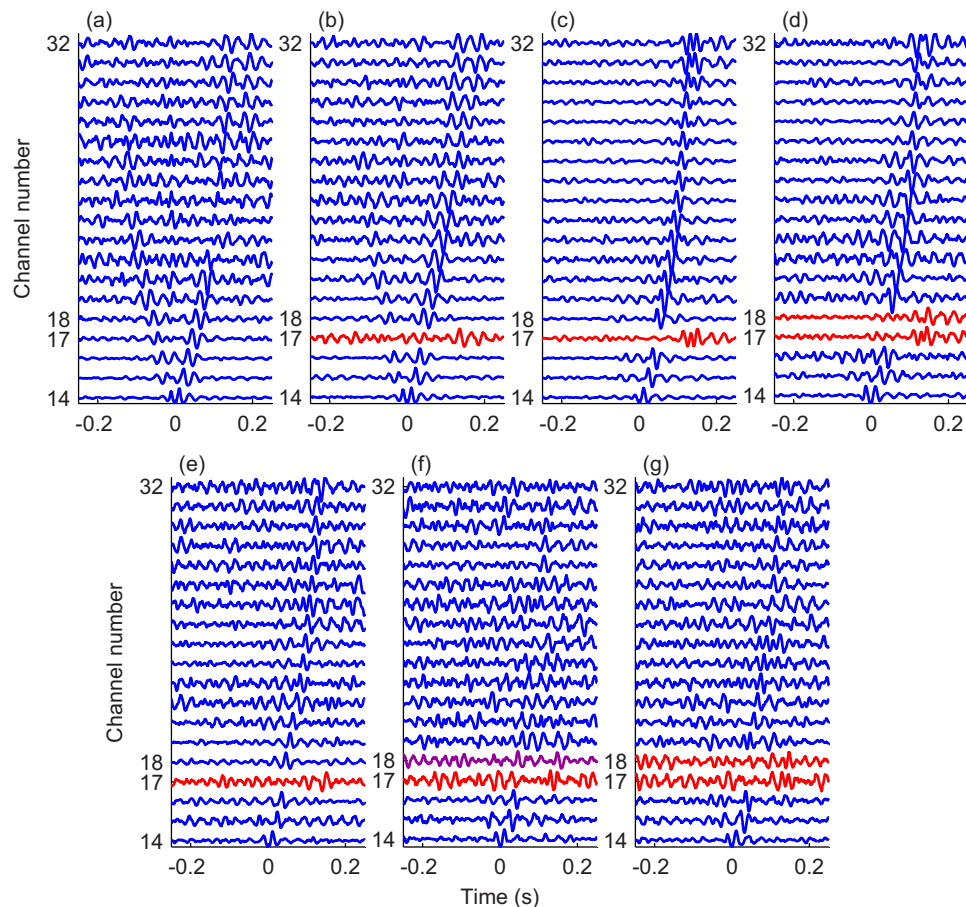 (a) (b) (c) (d)
32 32 32 32
Channel number
18 18 18 18
17 17 17 17
14 14 14 14
-0.2 0 0.2 -0.2 0 0.2 -0.2 0 0.2 -0.2 0 0.2
(e) (f) (g)
32 32 32
Channel number
18 18 18
17 17 17
14 14 14
-0.2 0 0.2 -0.2 0 0.2 -0.2 0 0.2
Time (s)